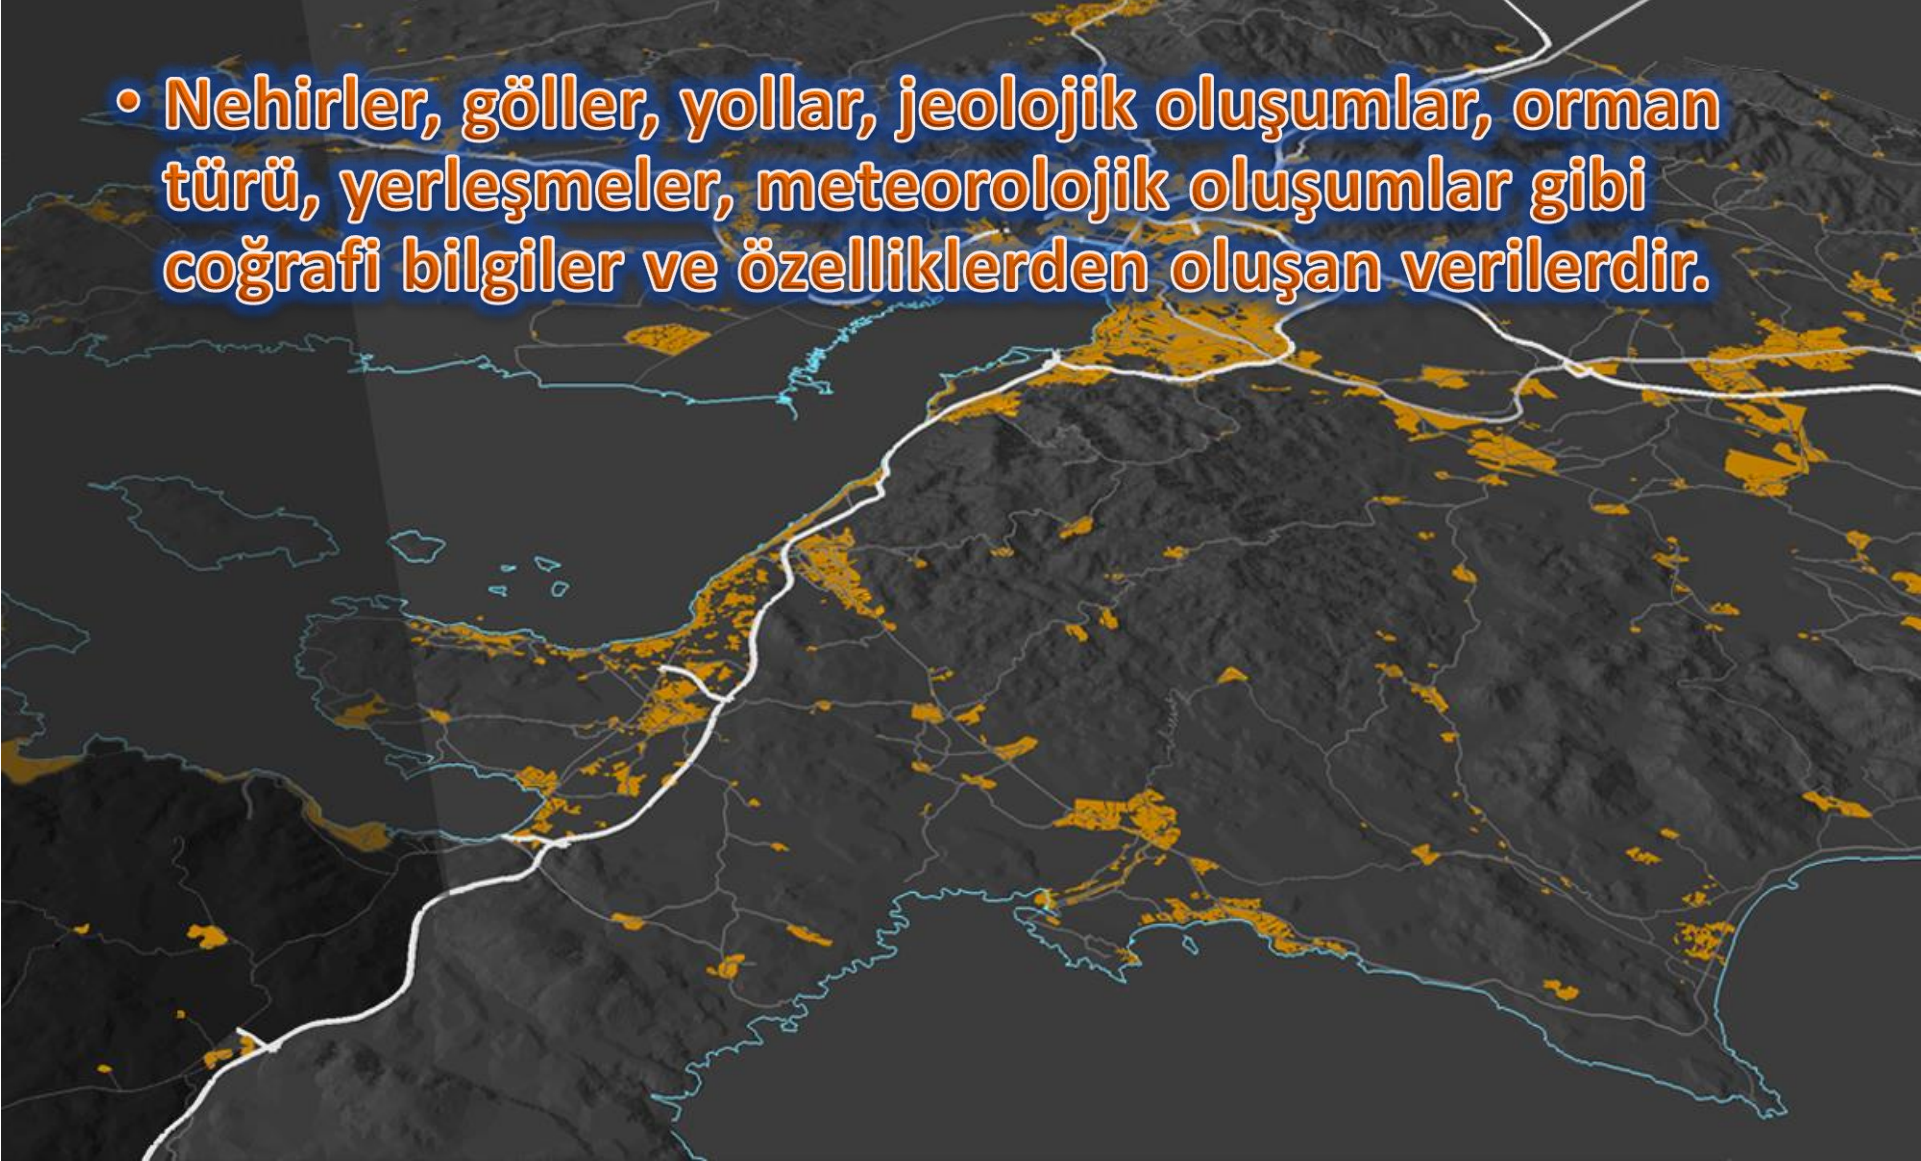 • Nehirler, göller, yollar, jeolojik oluşumlar, orman
türü, yerleşmeler, meteorolojik oluşumlar gibi
coğrafi bilgiler ve özelliklerden oluşan verilerdir.